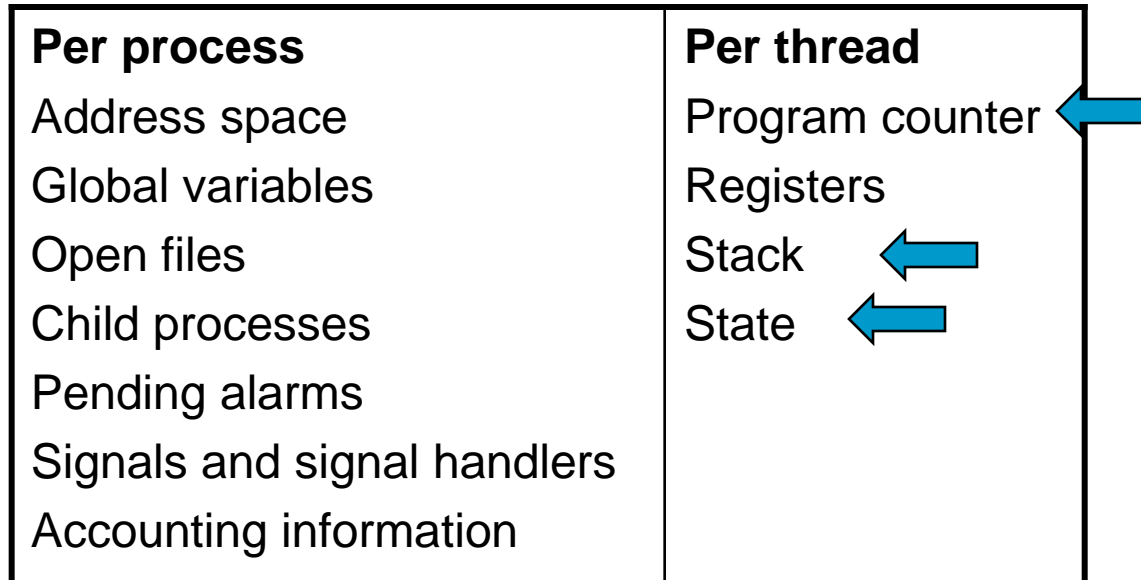 Per process
Address space
Global variables
Open files
Child processes
Pending alarms
Signals and signal handlers
Accounting information
Per thread
Program counter
Registers
Stack
State